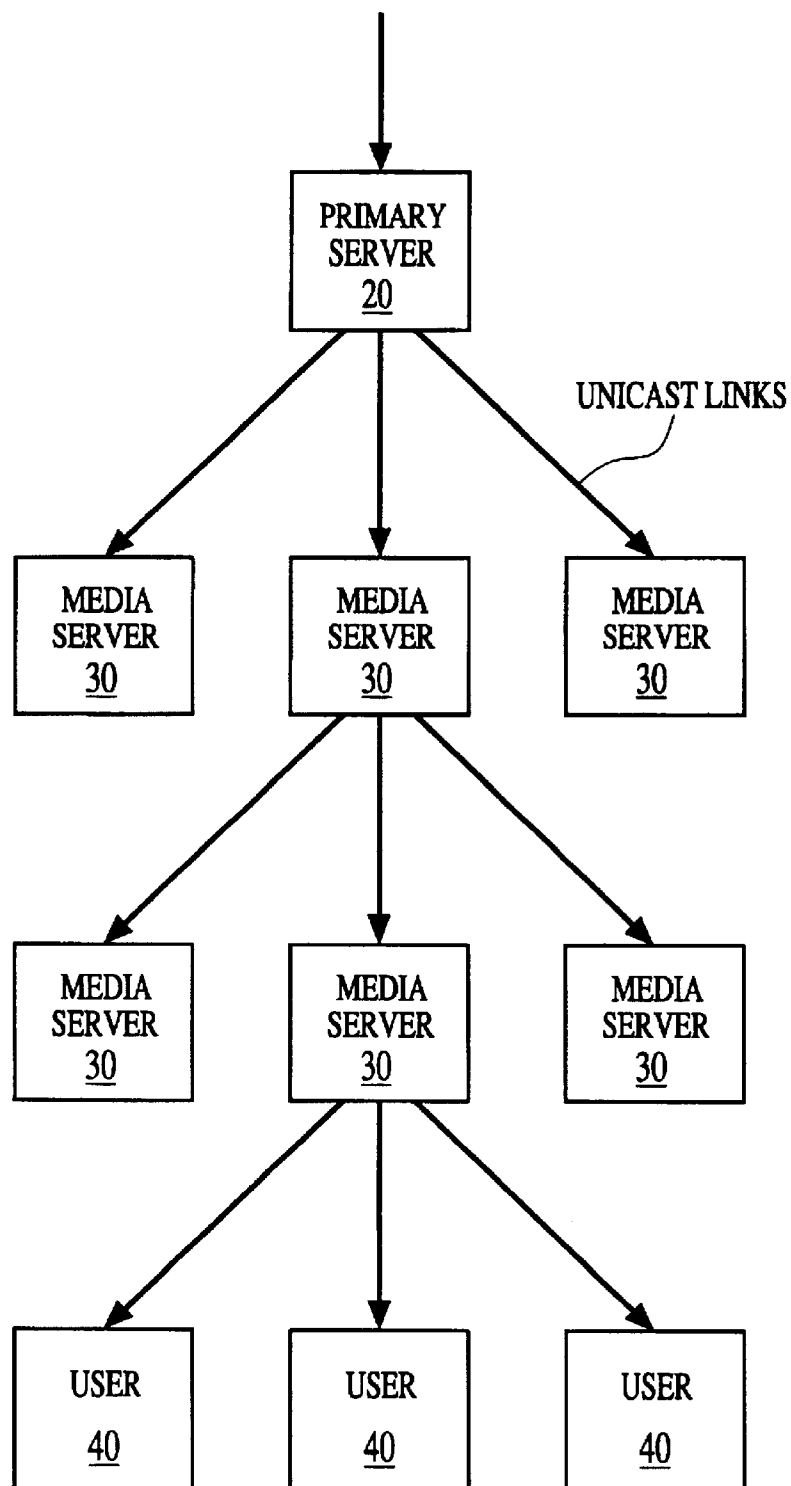 PRIMARY
SERVER
20
UNICAST LINKS
MEDIA
SERVER
30
MEDIA
SERVER
30
MEDIA
SERVER
30
MEDIA
SERVER
30
MEDIA
SERVER
30
MEDIA
SERVER
30
USER
40
USER
40
USER
40